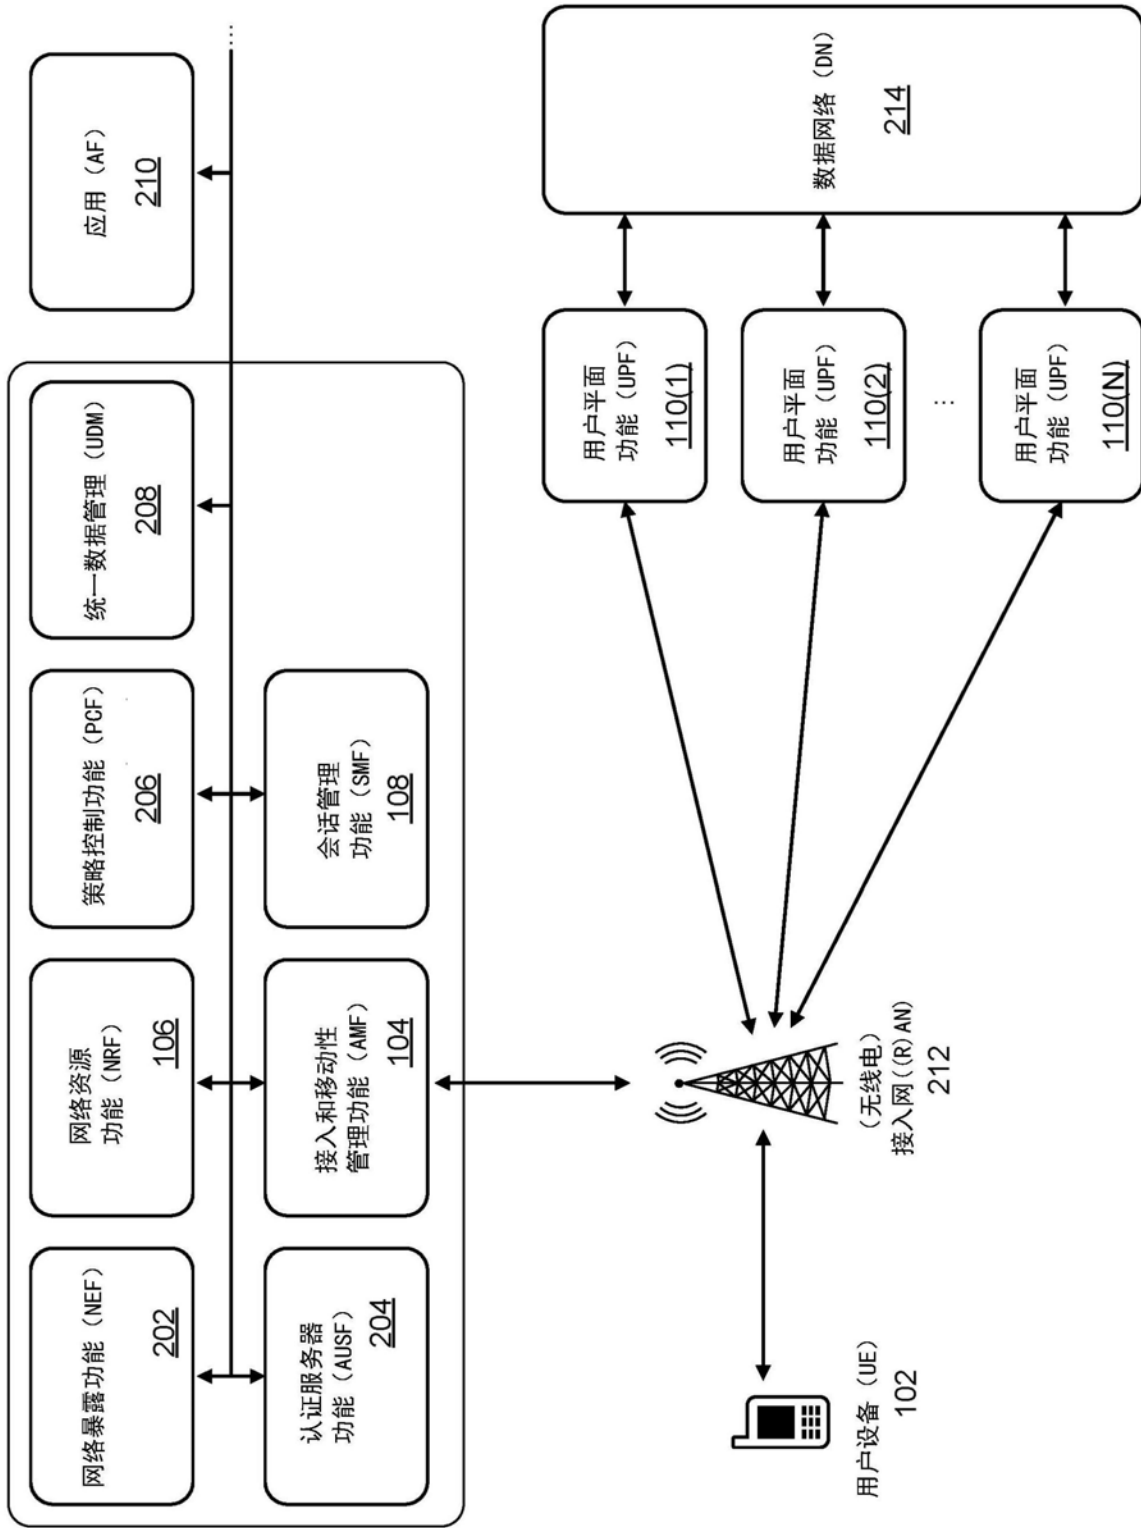 网络暴露功能（NEF）
202
网络资源
功能（NRF）
106
策略控制功能（PCF）
206
统一数据管理（UDM）
208
应用（AF）
210
…
认证服务器
功能（AUSF）
204
接入和移动性
管理功能（AMF）
104
会话管理
功能（SMF）
108
用户平面
功能（UPF）
110(1)
用户平面
功能（UPF）
110(2)
…
用户平面
功能（UPF）
110(N)
数据网络（DN）
214
用户设备（UE）
102
（无线电）
接入网((R)AN)
212